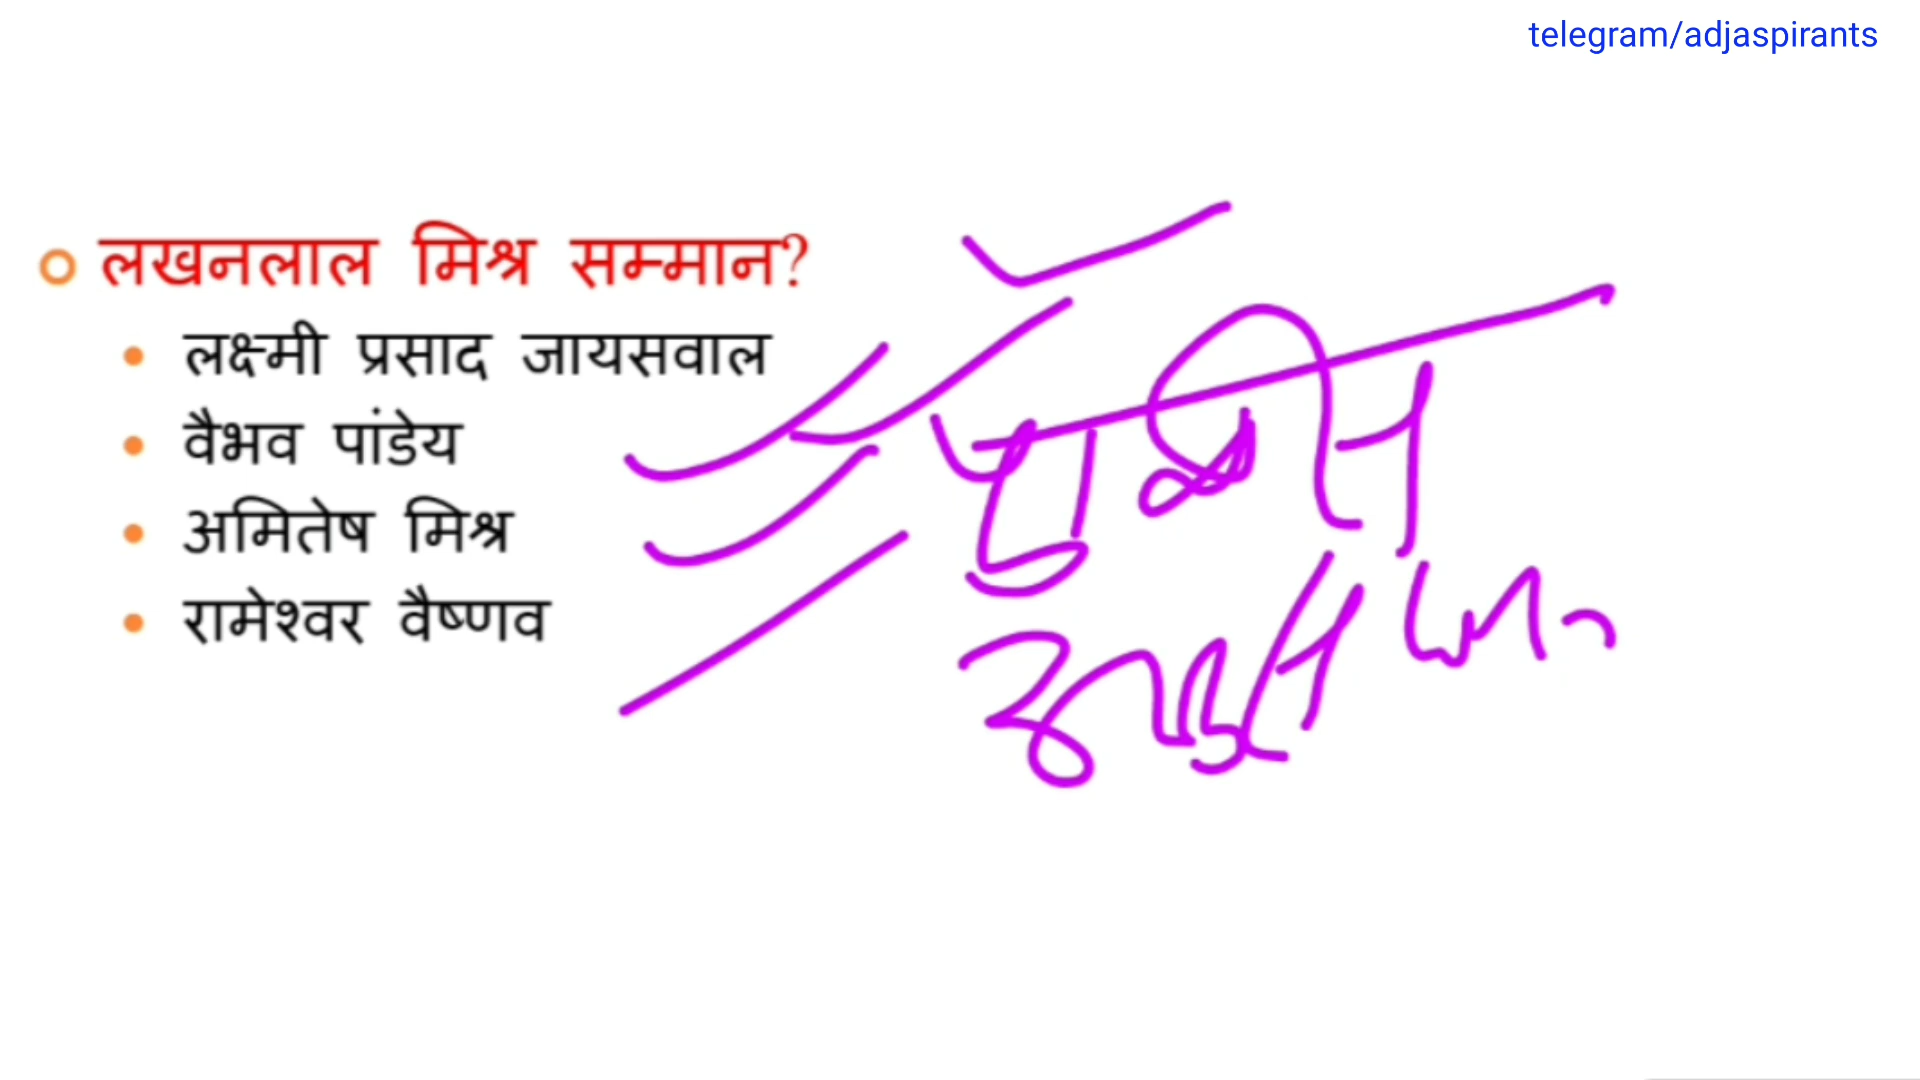 telegram/adjaspirants
लखनलाल मिश्र सम्मान?
लक्ष्मी प्रसाद जायसवाल
वैभव पांडेय
अमितेष मिश्र
रामेश्वर वैष्णव